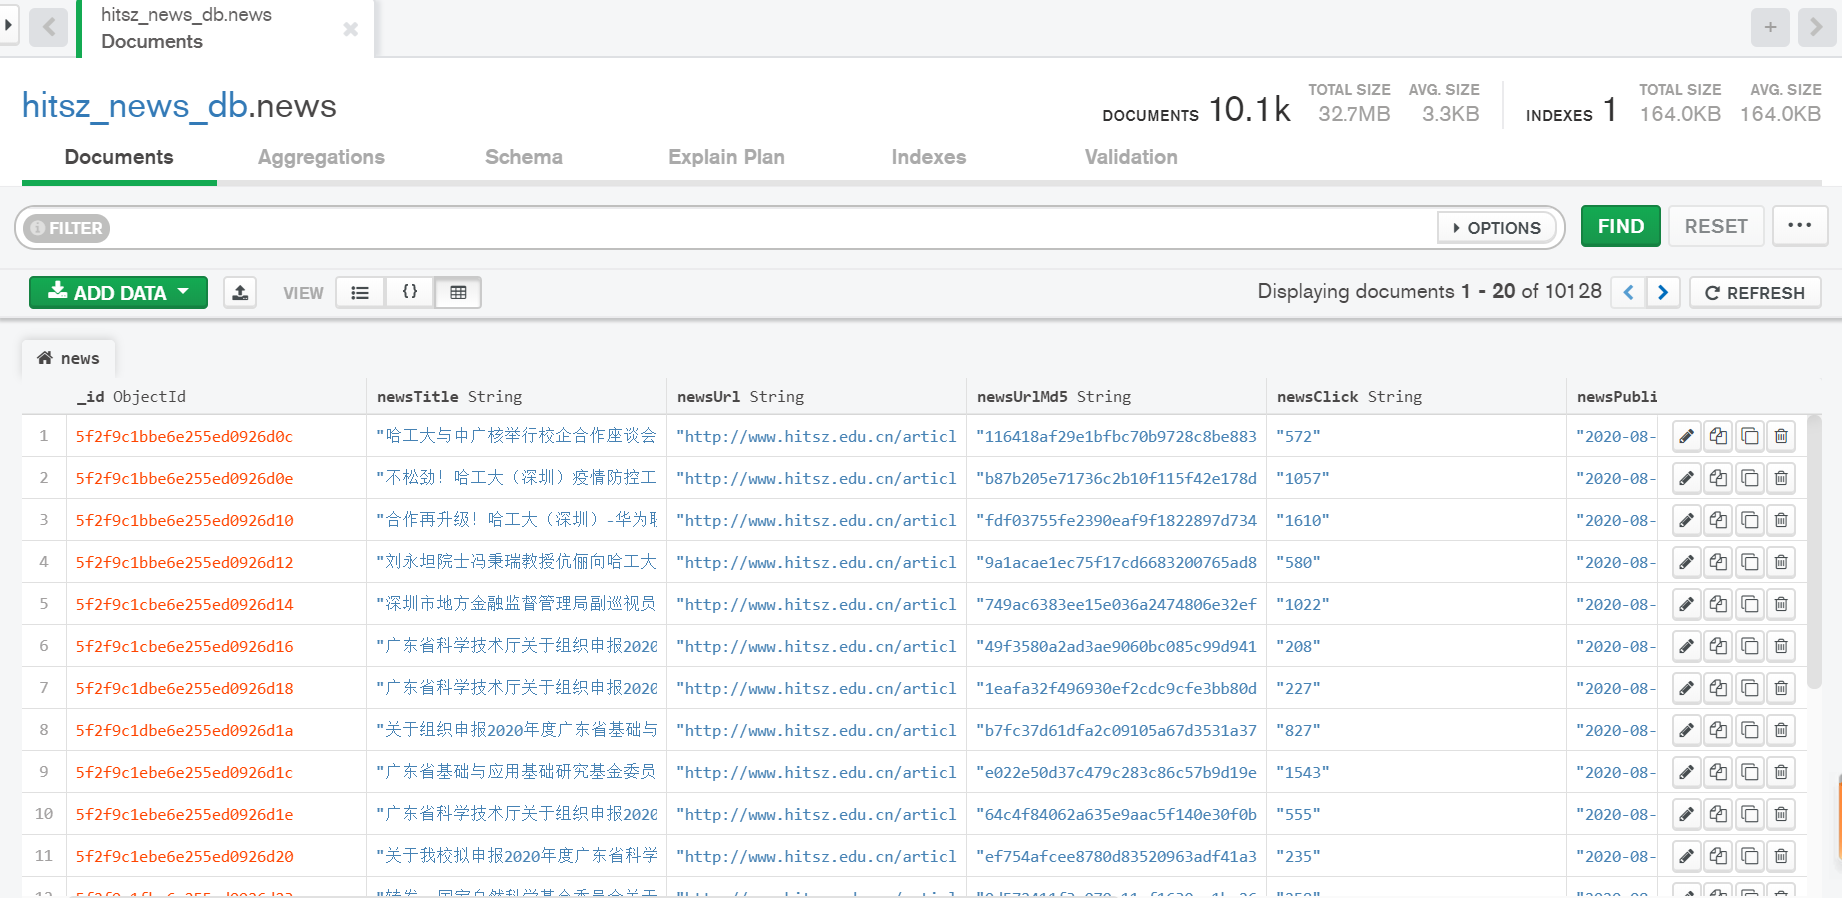 hitsz_news_db.news
Documents
hitsz_news_db.news
DOCUMENTS 10.1k TOTAL SIZE 32.7MB AVG. SIZE 3.3KB INDEXES 1 TOTAL SIZE 164.0KB AVG. SIZE 164.0KB
Documents Aggregations Schema Explain Plan Indexes Validation
FILTER OPTIONS FIND RESET ...
ADD DATA VIEW {} Displaying documents 1 - 20 of 10128 REFRESH
news
_id ObjectId newsTitle String newsUrl String newsUrlMd5 String newsClick String newsPubli
1 5f2f9c1bbe6e255ed0926d0c "哈工大与中广核举行校企合作座谈会 "http://www.hitsz.edu.cn/articl "116418af29e1bfbc70b9728c8be883 "572" "2020-08-
2 5f2f9c1bbe6e255ed0926d0e "不松劲！哈工大（深圳）疫情防控工 "http://www.hitsz.edu.cn/articl "b87b205e71736c2b10f115f42e178d "1057" "2020-08-
3 5f2f9c1bbe6e255ed0926d10 "合作再升级！哈工大（深圳）-华为联 "http://www.hitsz.edu.cn/articl "fdf03755fe2390eaf9f1822897d734 "1610" "2020-08-
4 5f2f9c1bbe6e255ed0926d12 "刘永坦院士冯秉瑞教授伉俪向哈工大 "http://www.hitsz.edu.cn/articl "9a1acae1ec75f17cd6683200765ad8 "580" "2020-08-
5 5f2f9c1cbe6e255ed0926d14 "深圳市地方金融监督管理局副巡视员 "http://www.hitsz.edu.cn/articl "749ac6383ee15e036a2474806e32ef "1022" "2020-08-
6 5f2f9c1cbe6e255ed0926d16 "广东省科学技术厅关于组织申报2020 "http://www.hitsz.edu.cn/articl "49f3580a2ad3ae9060bc085c99d941 "208" "2020-08-
7 5f2f9c1dbe6e255ed0926d18 "广东省科学技术厅关于组织申报2020 "http://www.hitsz.edu.cn/articl "1eafa32f496930ef2cdc9cfe3bb80d "227" "2020-08-
8 5f2f9c1dbe6e255ed0926d1a "关于组织申报2020年度广东省基础与 "http://www.hitsz.edu.cn/articl "b7fc37d61dfa2c09105a67d3531a37 "827" "2020-08-
9 5f2f9c1ebe6e255ed0926d1c "广东省基础与应用基础研究基金委员 "http://www.hitsz.edu.cn/articl "e022e50d37c479c283c86c57b9d19e "1543" "2020-08-
10 5f2f9c1ebe6e255ed0926d1e "广东省科学技术厅关于组织申报2020 "http://www.hitsz.edu.cn/articl "64c4f84062a635e9aac5f140e30f0b "555" "2020-08-
11 5f2f9c1ebe6e255ed0926d20 "关于我校拟申报2020年度广东省科学 "http://www.hitsz.edu.cn/articl "ef754afcee8780d83520963adf41a3 "235" "2020-08-